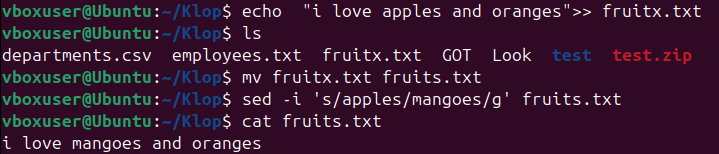 vboxuser@Ubuntu:~/Klop$ echo  "i love apples and oranges">> fruitx.txt
vboxuser@Ubuntu:~/Klop$ ls
departments.csv  employees.txt  fruitx.txt  GOT  Look  test  test.zip
vboxuser@Ubuntu:~/Klop$ mv fruitx.txt fruits.txt
vboxuser@Ubuntu:~/Klop$ sed -i 's/apples/mangoes/g' fruits.txt
vboxuser@Ubuntu:~/Klop$ cat fruits.txt
i love mangoes and oranges